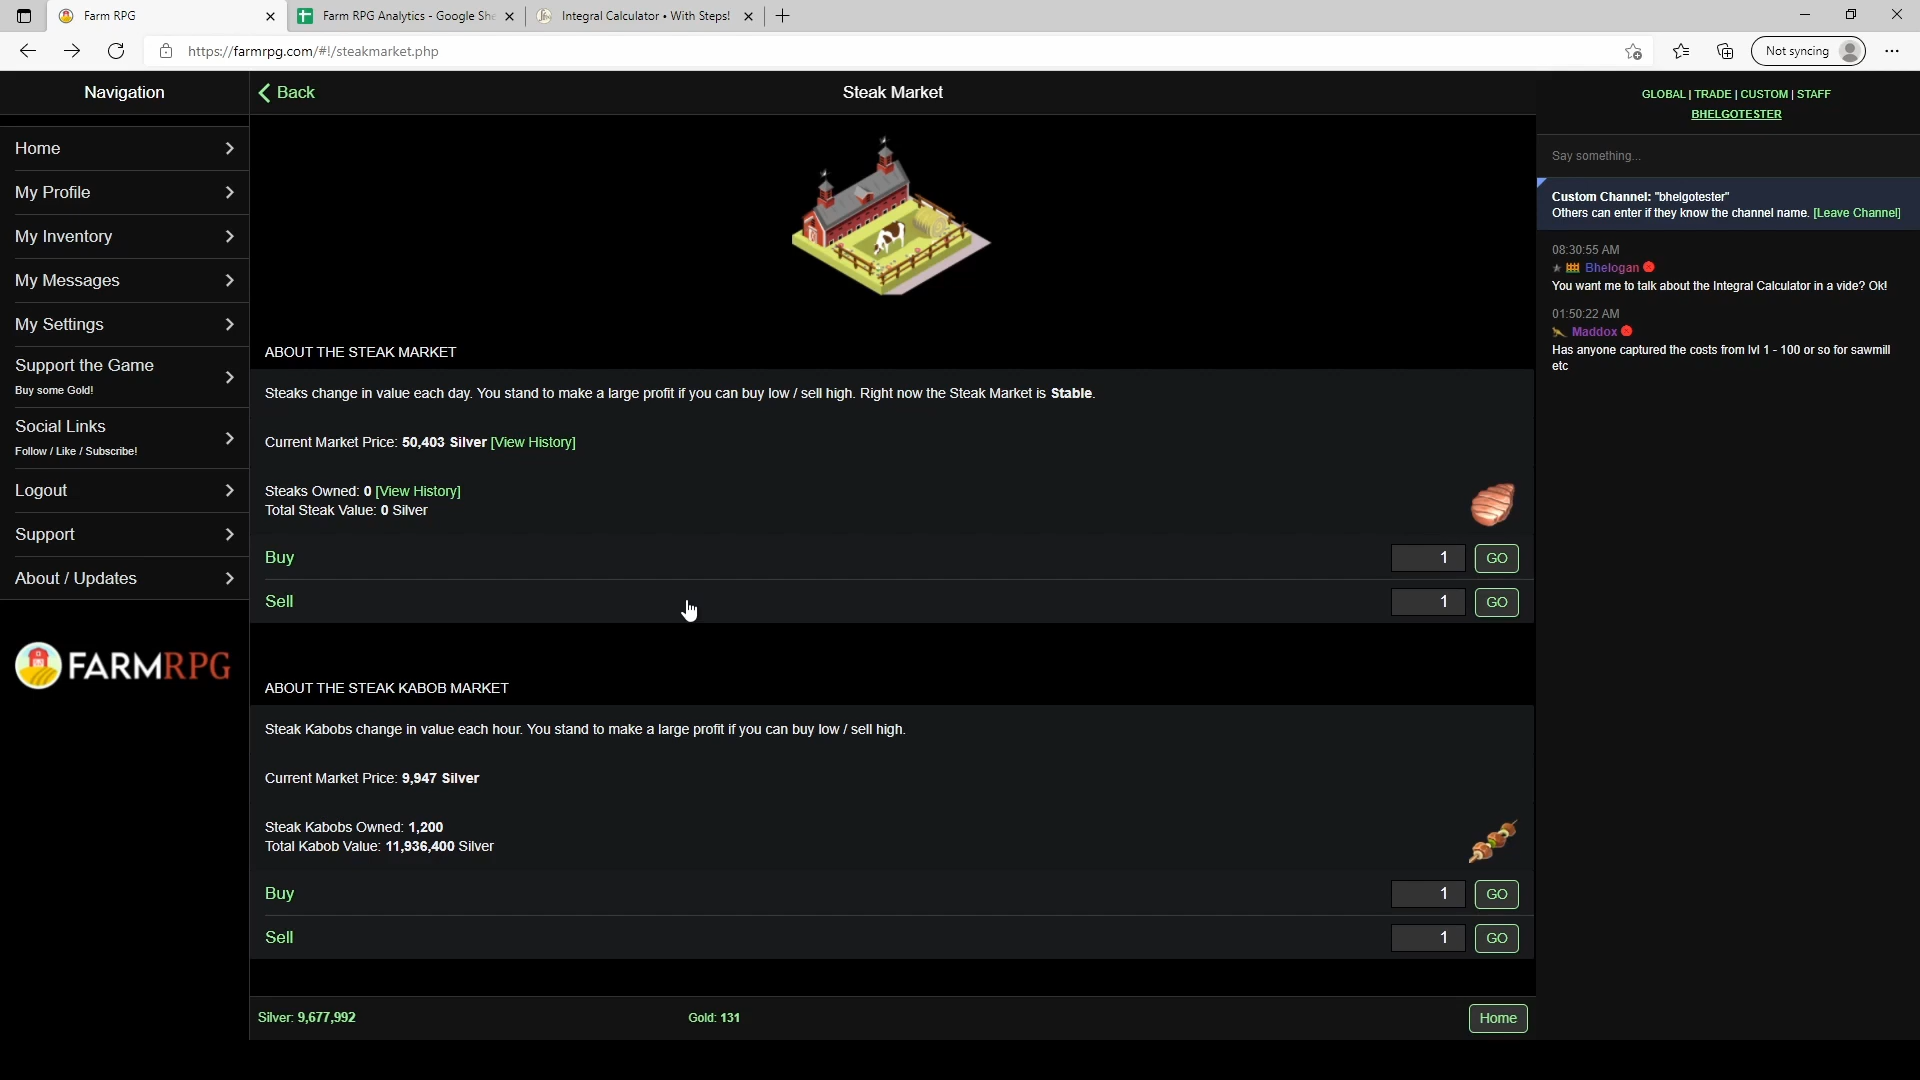 Farm RPG
Farm RPG Analytics - Google She
Integral Calculator • With Steps!
https://farmrpg.com/#!/steakmarket.php
Not syncing
Navigation
Home
My Profile
My Inventory
My Messages
My Settings
Support the Game
Buy some Gold!
Social Links
Follow / Like / Subscribe!
Logout
Support
About / Updates
FARMRPG
Back
Steak Market
ABOUT THE STEAK MARKET
Steaks change in value each day. You stand to make a large profit if you can buy low / sell high. Right now the Steak Market is Stable.
Current Market Price: 50,403 Silver [View History]
Steaks Owned: 0 [View History]
Total Steak Value: 0 Silver
Buy 1 GO
Sell 1 GO
ABOUT THE STEAK KABOB MARKET
Steak Kabobs change in value each hour. You stand to make a large profit if you can buy low / sell high.
Current Market Price: 9,947 Silver
Steak Kabobs Owned: 1,200
Total Kabob Value: 11,936,400 Silver
Buy 1 GO
Sell 1 GO
Silver: 9,677,992 Gold: 131 Home
GLOBAL | TRADE | CUSTOM | STAFF
BHELGOTESTER
Say something...
Custom Channel: "bhelgotester"
Others can enter if they know the channel name. [Leave Channel]
08:30:55 AM
Bhelogan
You want me to talk about the Integral Calculator in a vide? Ok!
01:50:22 AM
Maddox
Has anyone captured the costs from lvl 1 - 100 or so for sawmill
etc